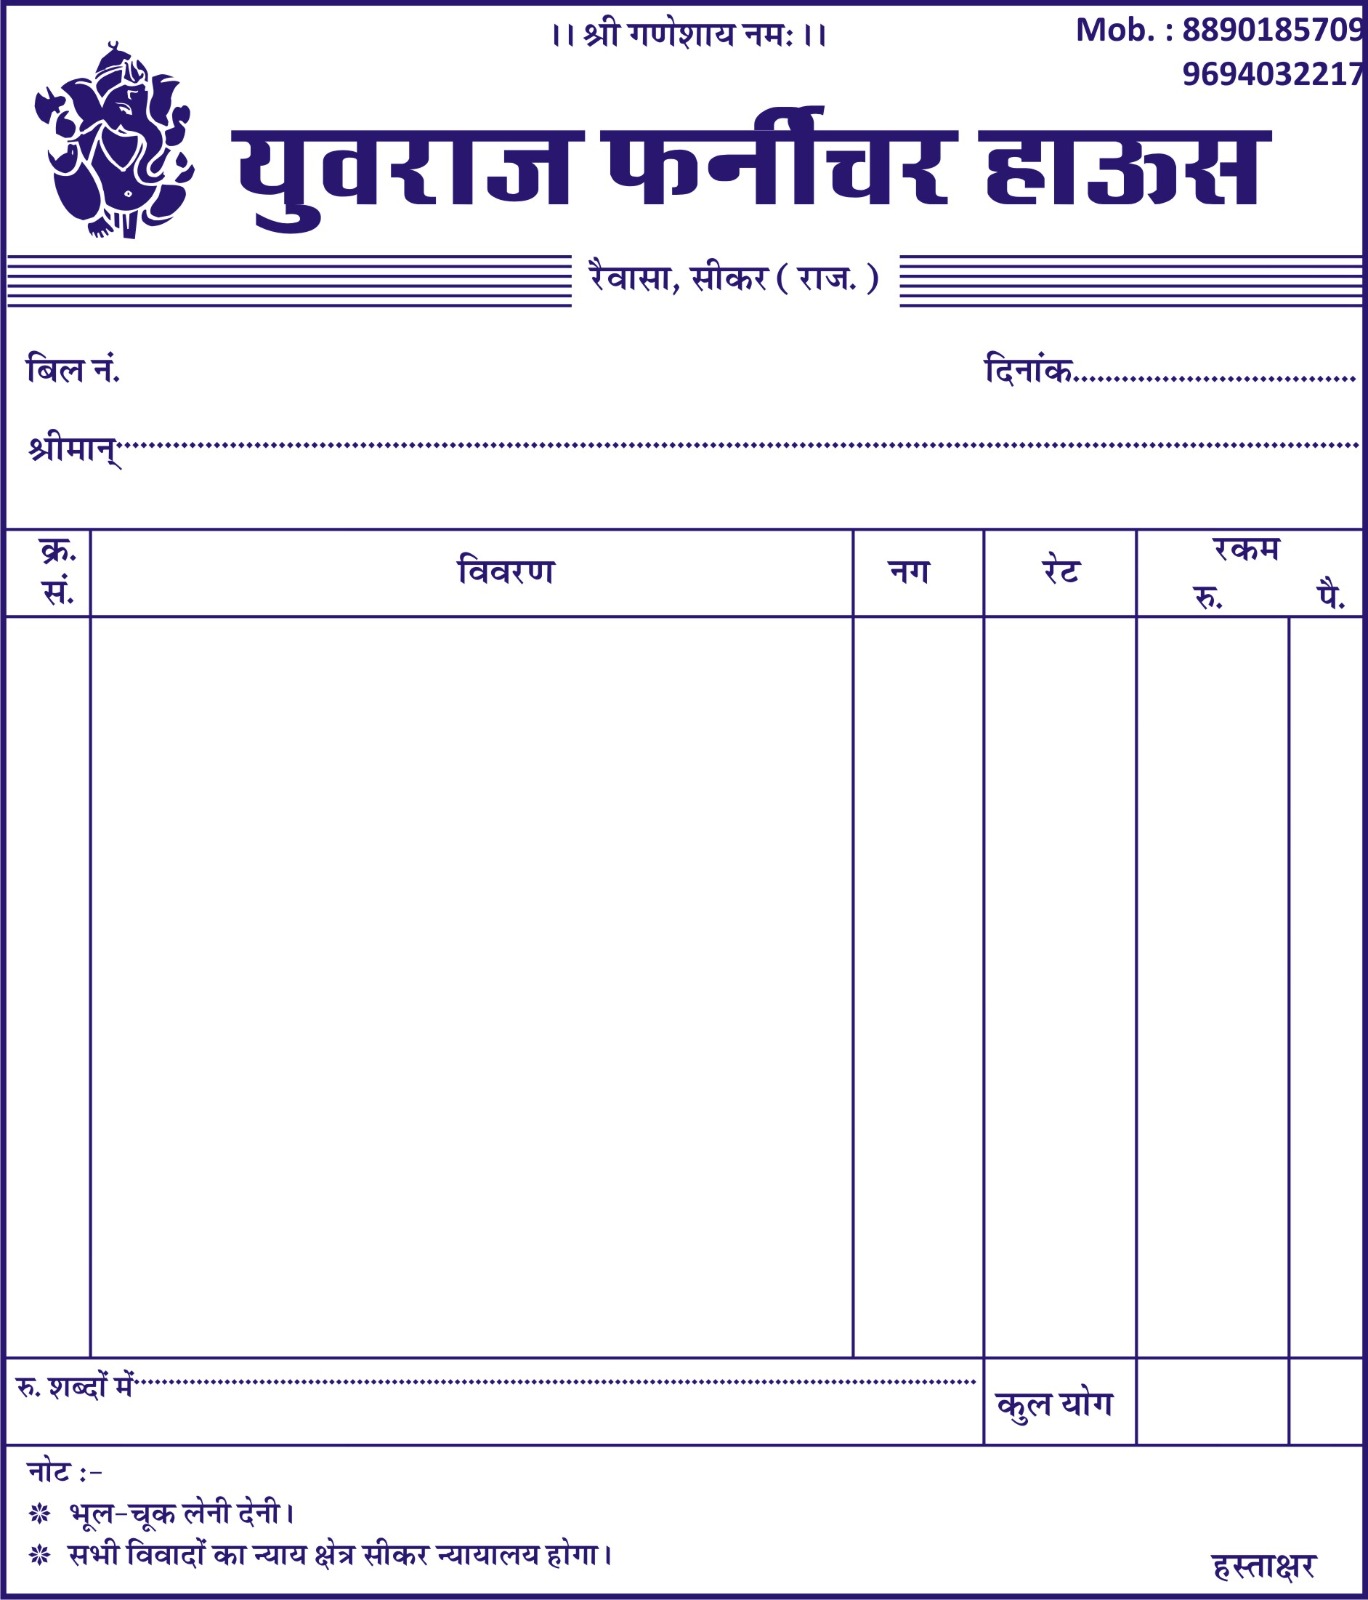 ।। श्री गणेशाय नमः ।।
Mob. : 8890185709
9694032217
युवराज फर्नीचर हाऊस
रैवासा, सीकर ( राज. )
बिल नं.
दिनांक..................................
श्रीमान्..................................
क्र. सं.
विवरण
नग
रेट
रकम
रु. पै.
रु. शब्दों में..................................
कुल योग
नोट :-
भूल-चूक लेनी देनी।
सभी विवादों का न्याय क्षेत्र सीकर न्यायालय होगा।
हस्ताक्षर